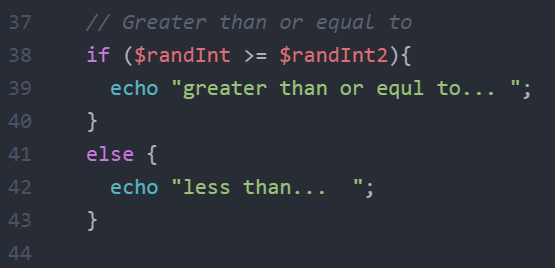 37 // Greater than or equal to
38 if ($randInt >= $randInt2){
39 echo "greater than or equl to... ";
40 }
41 else {
42 echo "less than...  ";
43 }
44